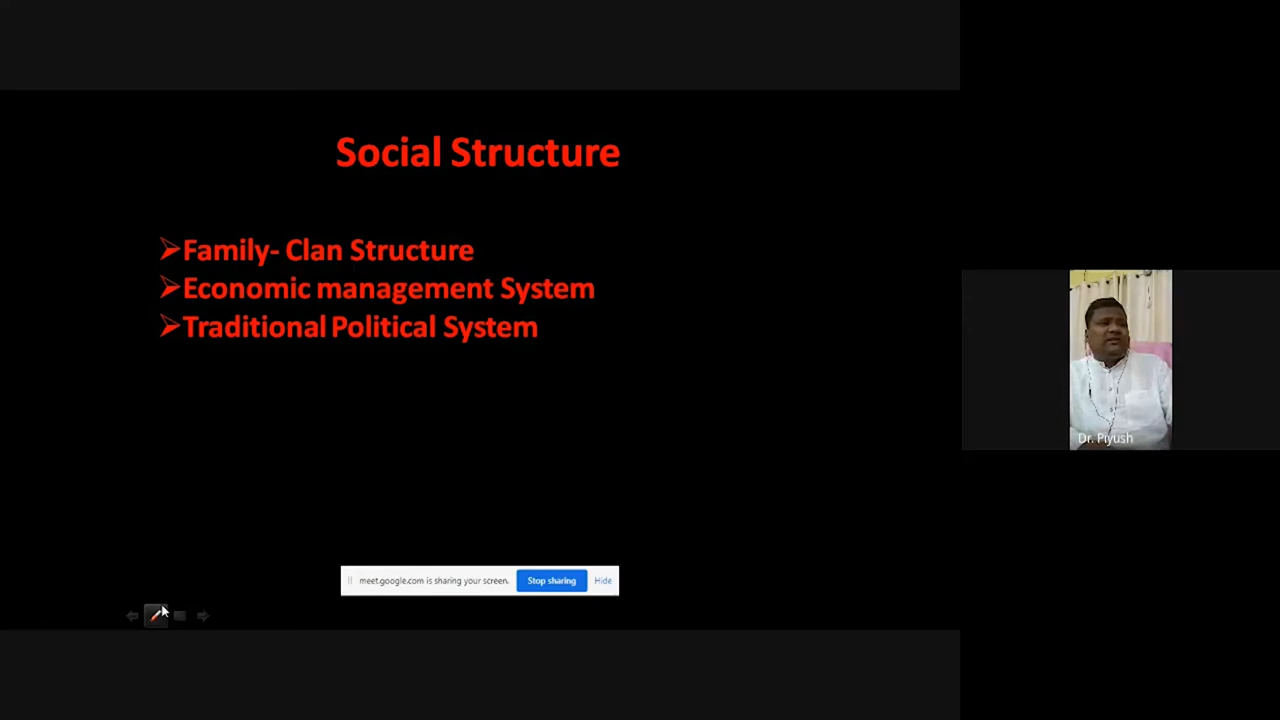 Social Structure
➢Family- Clan Structure
➢Economic management System
➢Traditional Political System
Dr. Piyush
meet.google.com is sharing your screen. Stop sharing Hide